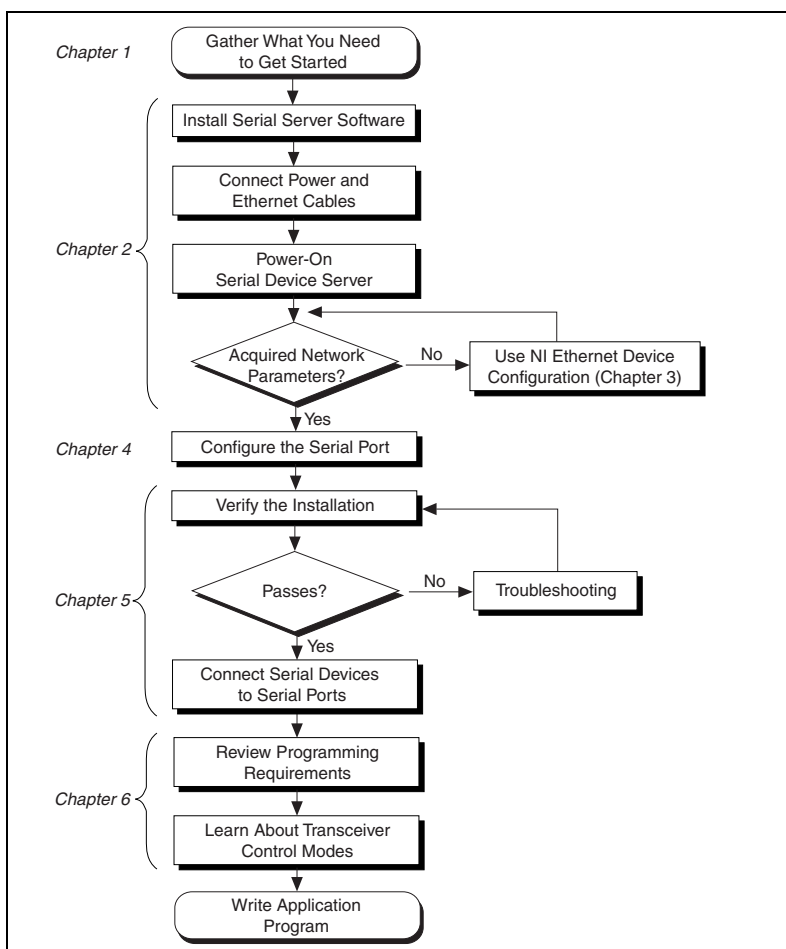 Chapter 1
Gather What You Need
to Get Started
Chapter 2
Install Serial Server Software
Connect Power and
Ethernet Cables
Power-On
Serial Device Server
Acquired Network
Parameters?
No
Use NI Ethernet Device
Configuration (Chapter 3)
Yes
Chapter 4
Configure the Serial Port
Chapter 5
Verify the Installation
Passes?
No
Troubleshooting
Yes
Connect Serial Devices
to Serial Ports
Chapter 6
Review Programming
Requirements
Learn About Transceiver
Control Modes
Write Application
Program